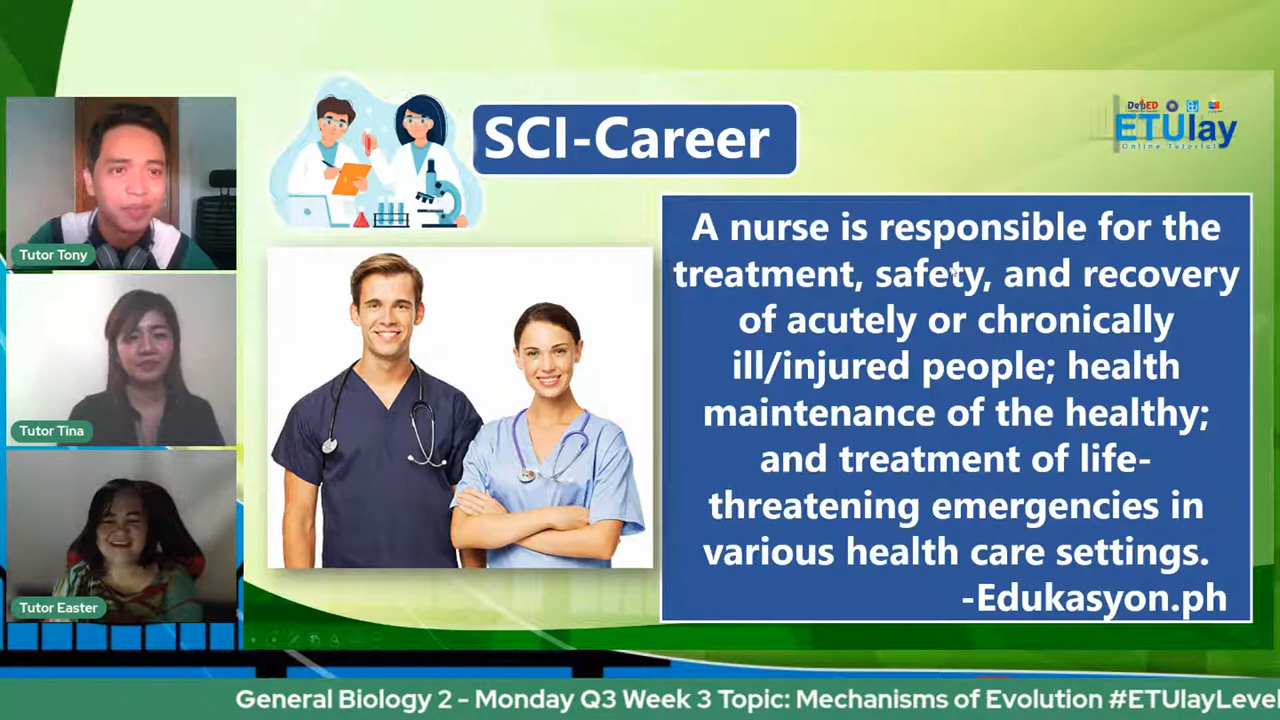 SCI-Career
DepED
ETUlay
Online Tutorial
Tutor Tony
Tutor Tina
Tutor Easter
A nurse is responsible for the
treatment, safety, and recovery
of acutely or chronically
ill/injured people; health
maintenance of the healthy;
and treatment of life-
threatening emergencies in
various health care settings.
-Edukasyon.ph
General Biology 2 - Monday Q3 Week 3 Topic: Mechanisms of Evolution #ETUlayLevel